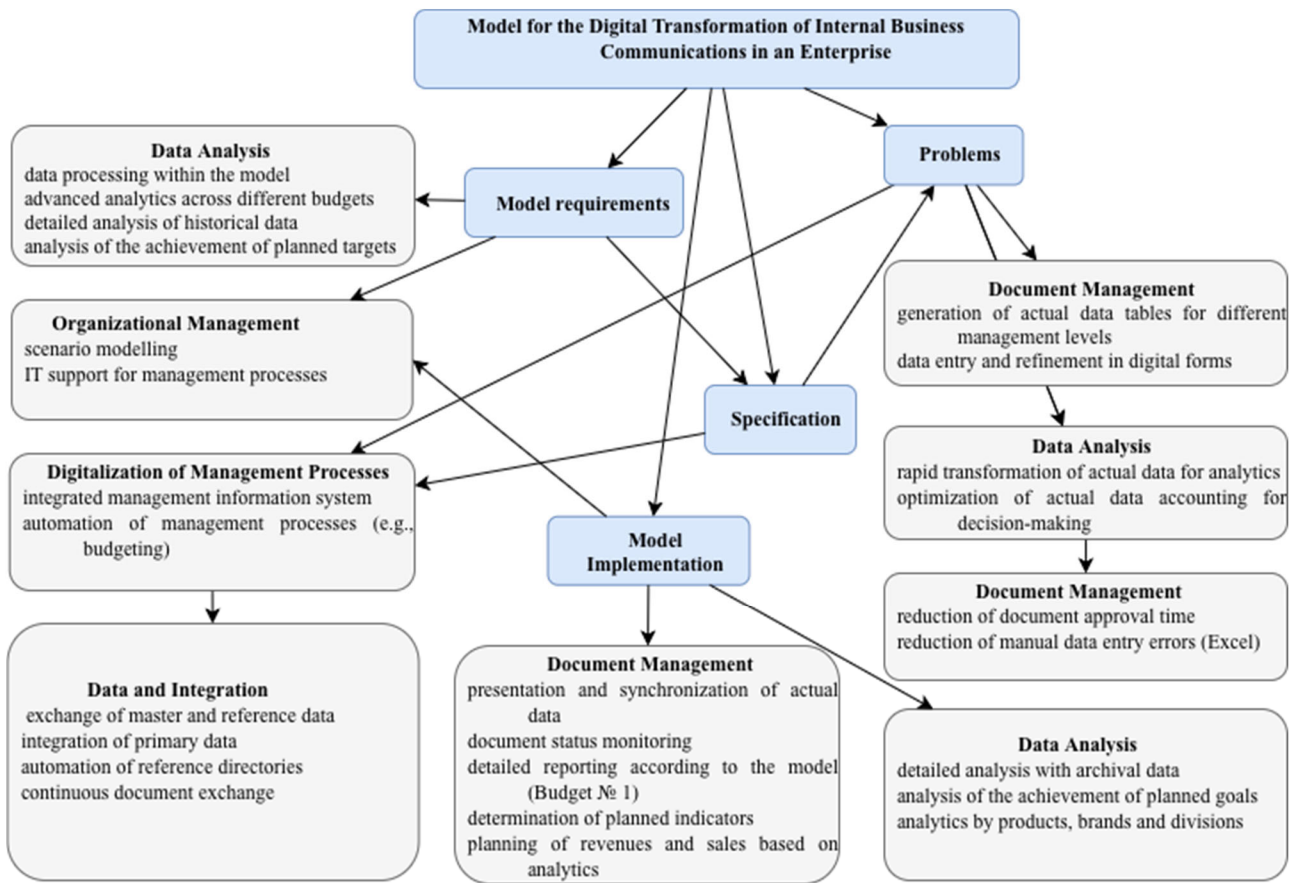 Model for the Digital Transformation of Internal Business
Communications in an Enterprise
Data Analysis
data processing within the model
advanced analytics across different budgets
detailed analysis of historical data
analysis of the achievement of planned targets
Model requirements
Problems
Organizational Management
scenario modelling
IT support for management processes
Document Management
generation of actual data tables for different
management levels
data entry and refinement in digital forms
Specification
Digitalization of Management Processes
integrated management information system
automation of management processes (e.g.,
budgeting)
Data Analysis
rapid transformation of actual data for analytics
optimization of actual data accounting for
decision-making
Model
Implementation
Document Management
reduction of document approval time
reduction of manual data entry errors (Excel)
Data and Integration
exchange of master and reference data
integration of primary data
automation of reference directories
continuous document exchange
Document Management
presentation and synchronization of actual
data
document status monitoring
detailed reporting according to the model
(Budget № 1)
determination of planned indicators
planning of revenues and sales based on
analytics
Data Analysis
detailed analysis with archival data
analysis of the achievement of planned goals
analytics by products, brands and divisions